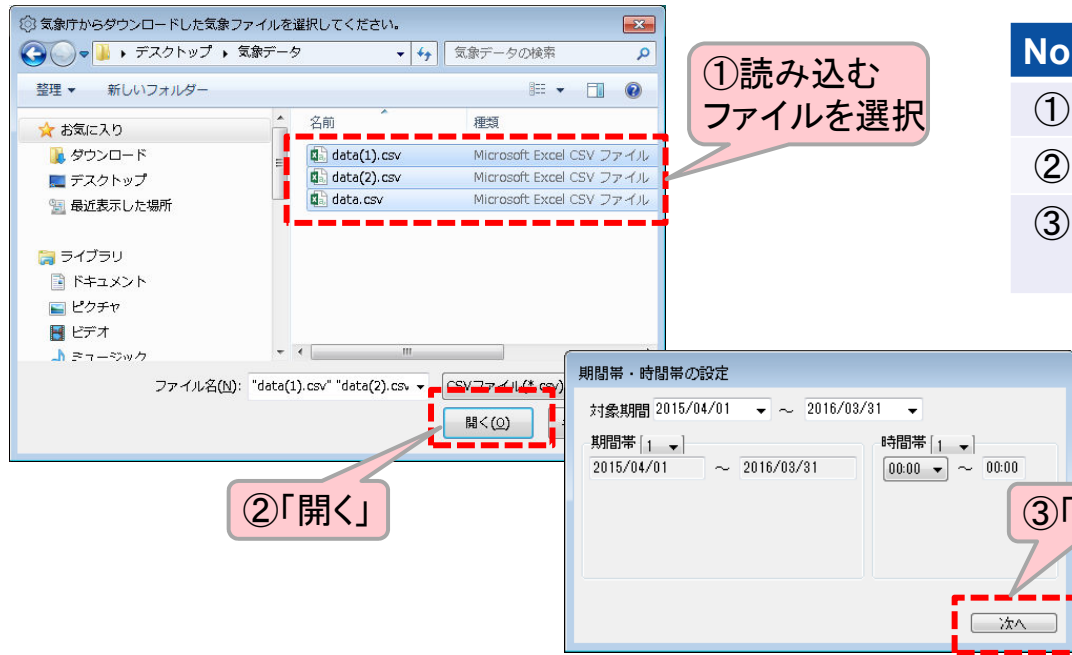 気象庁からダウンロードした気象ファイルを選択してください。
デスクトップ
気象データ
気象データの検索
整理
新しいフォルダー
お気に入り
ダウンロード
デスクトップ
最近表示した場所
ライブラリ
ドキュメント
ピクチャ
ビデオ
ミュージック
名前
種類
data(1).csv Microsoft Excel CSV ファイル
data(2).csv Microsoft Excel CSV ファイル
data.csv Microsoft Excel CSV ファイル
ファイル名(N): "data(1).csv" "data(2).csv
CSVファイル(*.csv)
開く(O)
①読み込む
ファイルを選択
②「開く」
No
①
②
③
期間帯・時間帯の設定
対象期間 2015/04/01 ～ 2016/03/31
期間帯 1
2015/04/01 ～ 2016/03/31
時間帯 1
00:00 ～ 00:00
③「
次へ